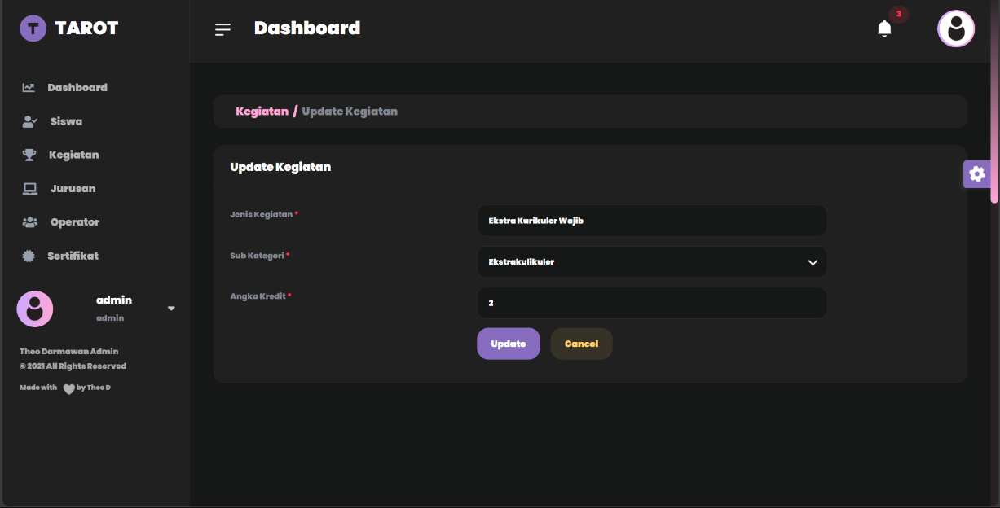 T TAROT
Dashboard
3
Dashboard
Siswa
Kegiatan
Jurusan
Operator
Sertifikat
admin
admin
Theo Darmawan Admin
© 2021 All Rights Reserved
Made with by Theo D
Kegiatan / Update Kegiatan
Update Kegiatan
Jenis Kegiatan *
Ekstra Kurikuler Wajib
Sub Kategori *
Ekstrakulikuler
Angka Kredit *
2
Update Cancel